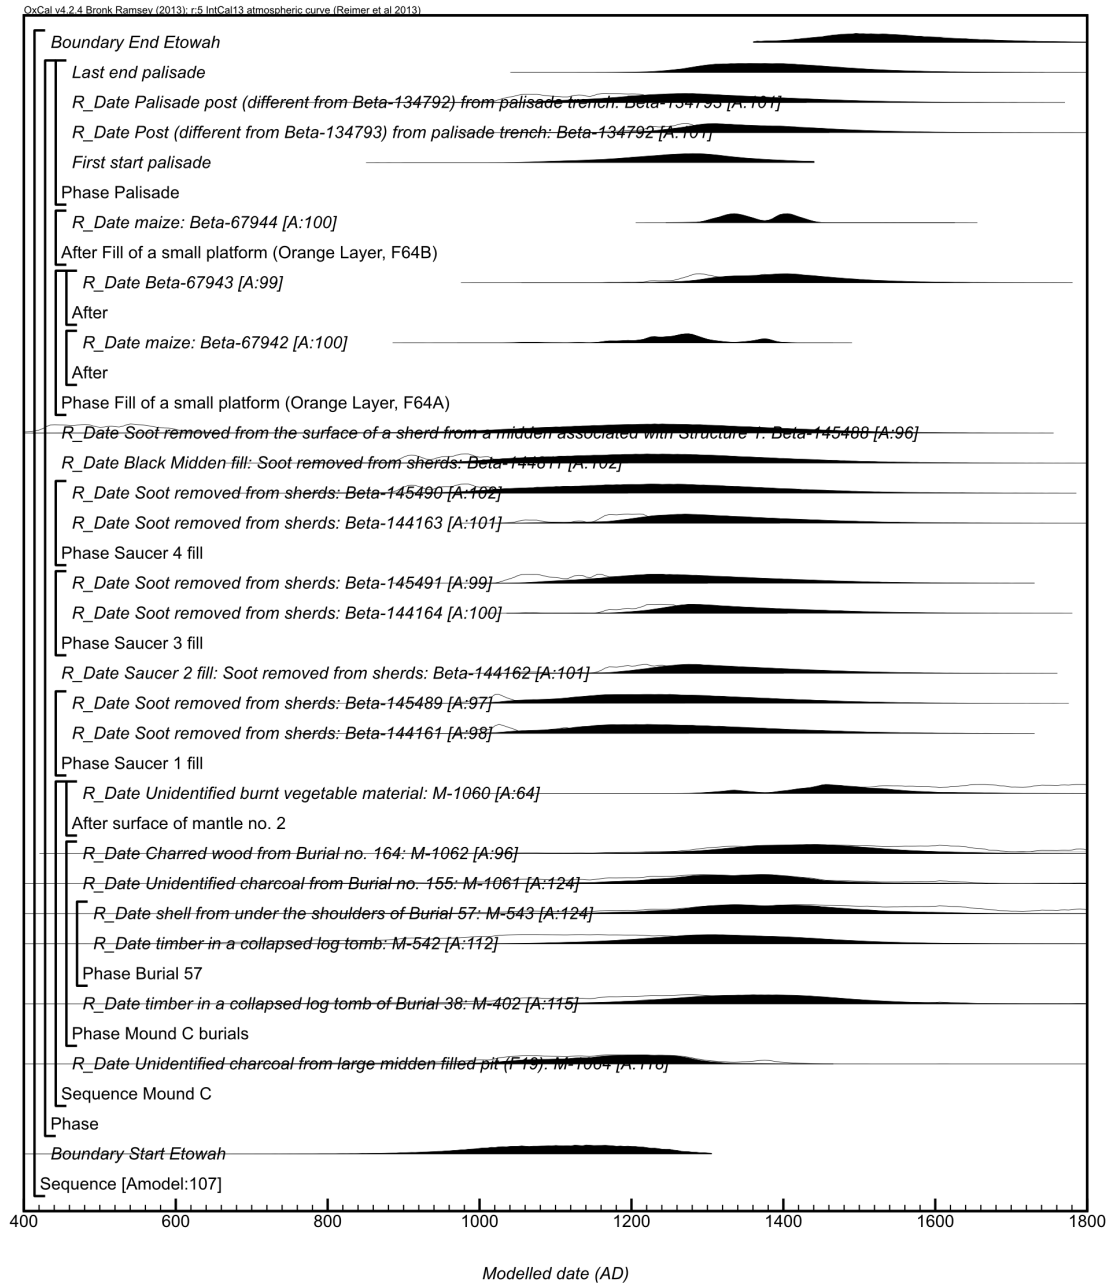 OxCal v4.2.4 Bronk Ramsey (2013); r:5 IntCal13 atmospheric curve (Reimer et al 2013)
Boundary End Etowah
Last end palisade
R_Date Palisade post (different from Beta-134792) from palisade trench: Beta-134793 [A:101]
R_Date Post (different from Beta-134793) from palisade trench: Beta-134792 [A:101]
First start palisade
Phase Palisade
R_Date maize: Beta-67944 [A:100]
After Fill of a small platform (Orange Layer, F64B)
R_Date Beta-67943 [A:99]
After
R_Date maize: Beta-67942 [A:100]
After
Phase Fill of a small platform (Orange Layer, F64A)
R_Date Soot removed from the surface of a sherd from a midden associated with Structure 1: Beta-145488 [A:96]
R_Date Black Midden fill: Soot removed from sherds: Beta-144811 [A:102]
R_Date Soot removed from sherds: Beta-145490 [A:102]
R_Date Soot removed from sherds: Beta-144163 [A:101]
Phase Saucer 4 fill
R_Date Soot removed from sherds: Beta-145491 [A:99]
R_Date Soot removed from sherds: Beta-144164 [A:100]
Phase Saucer 3 fill
R_Date Saucer 2 fill: Soot removed from sherds: Beta-144162 [A:101]
R_Date Soot removed from sherds: Beta-145489 [A:97]
R_Date Soot removed from sherds: Beta-144161 [A:98]
Phase Saucer 1 fill
R_Date Unidentified burnt vegetable material: M-1060 [A:64]
After surface of mantle no. 2
R_Date Charred wood from Burial no. 164: M-1062 [A:96]
R_Date Unidentified charcoal from Burial no. 155: M-1061 [A:124]
R_Date shell from under the shoulders of Burial 57: M-543 [A:124]
R_Date timber in a collapsed log tomb: M-542 [A:112]
Phase Burial 57
R_Date timber in a collapsed log tomb of Burial 38: M-402 [A:115]
Phase Mound C burials
R_Date Unidentified charcoal from large midden filled pit (F19): M-1064 [A:118]
Sequence Mound C
Phase
Boundary Start Etowah
Sequence [Amodel:107]
400 600 800 1000 1200 1400 1600 1800
Modelled date (AD)